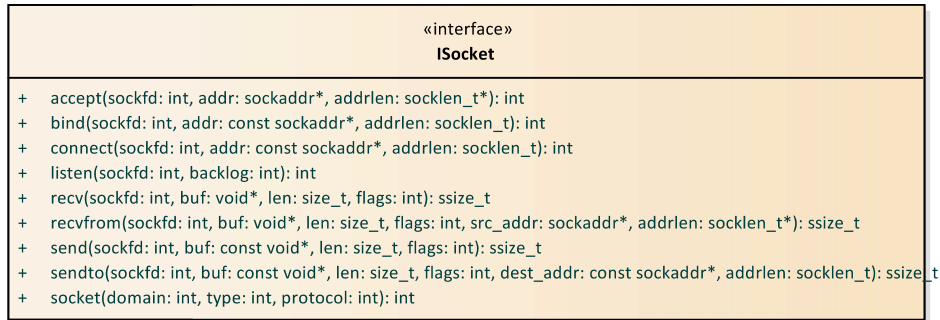 «interface»
ISocket
+ accept(sockfd: int, addr: sockaddr*, addrlen: socklen_t*): int
+ bind(sockfd: int, addr: const sockaddr*, addrlen: socklen_t): int
+ connect(sockfd: int, addr: const sockaddr*, addrlen: socklen_t): int
+ listen(sockfd: int, backlog: int): int
+ recv(sockfd: int, buf: void*, len: size_t, flags: int): ssize_t
+ recvfrom(sockfd: int, buf: void*, len: size_t, flags: int, src_addr: sockaddr*, addrlen: socklen_t*): ssize_t
+ send(sockfd: int, buf: const void*, len: size_t, flags: int): ssize_t
+ sendto(sockfd: int, buf: const void*, len: size_t, flags: int, dest_addr: const sockaddr*, addrlen: socklen_t): ssize_t
+ socket(domain: int, type: int, protocol: int): int